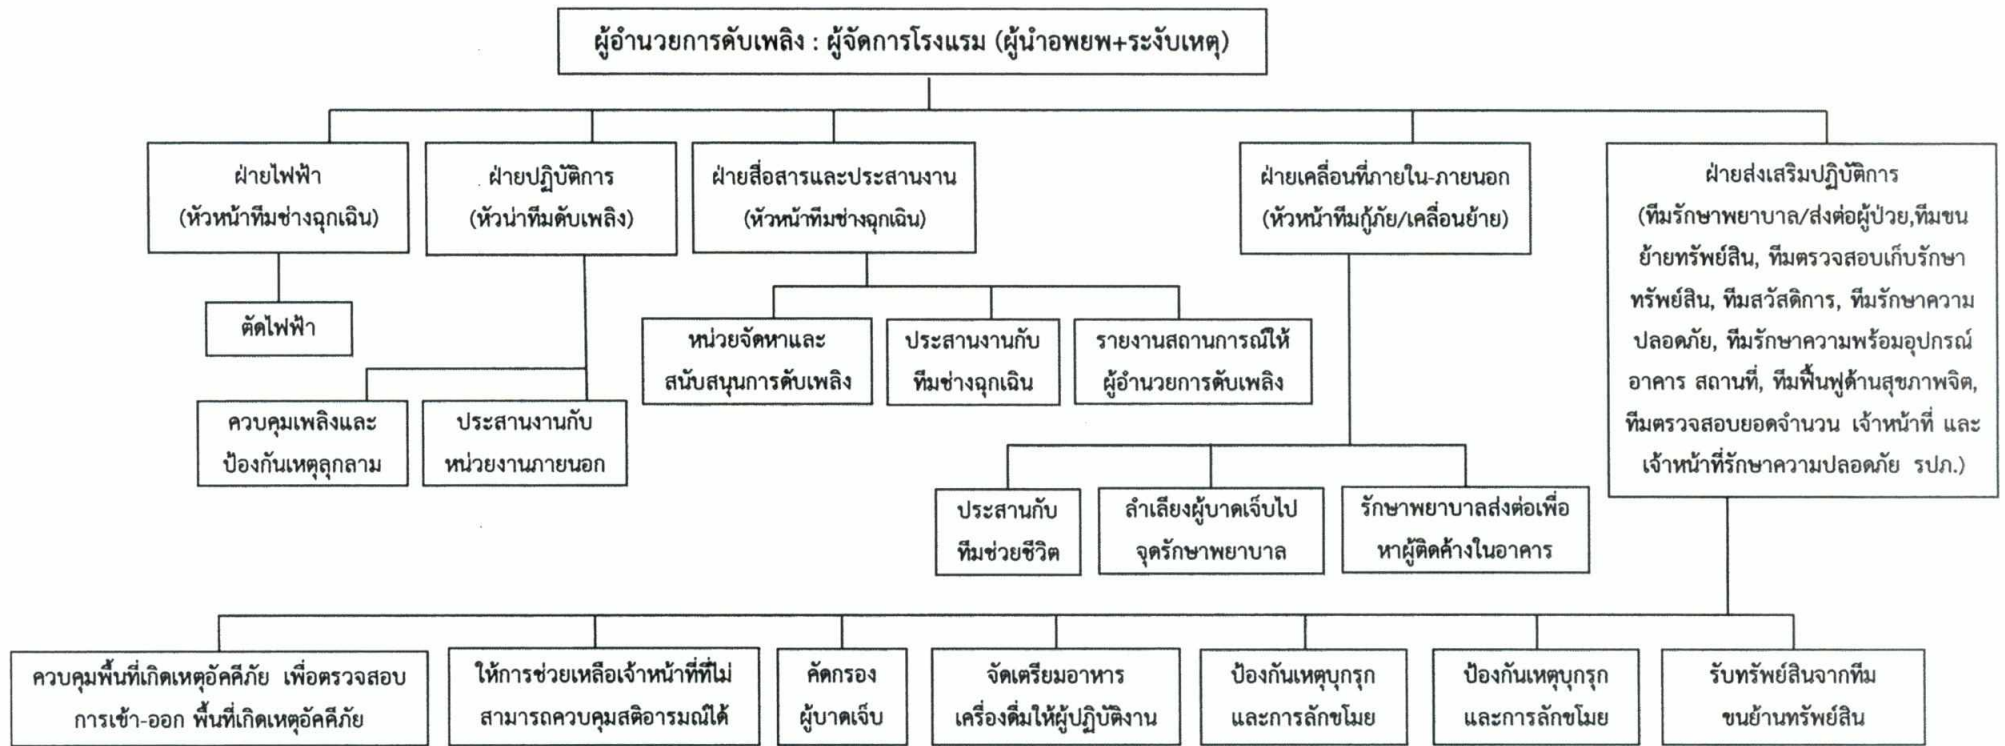 ผู้อำนวยการดับเพลิง : ผู้จัดการโรงแรม (ผู้นำอพยพ+ระงับเหตุ)
ฝ่ายไฟฟ้า
(หัวหน้าทีมช่างฉุกเฉิน)
ฝ่ายปฏิบัติการ
(หัวน่าทีมดับเพลิง)
ฝ่ายสื่อสารและประสานงาน
(หัวหน้าทีมช่างฉุกเฉิน)
ฝ่ายเคลื่อนที่ภายใน-ภายนอก
(หัวหน้าทีมกู้ภัย/เคลื่อนย้าย)
ฝ่ายส่งเสริมปฏิบัติการ
(ทีมรักษาพยาบาล/ส่งต่อผู้ป่วย,ทีมขน
ย้ายทรัพย์สิน, ทีมตรวจสอบเก็บรักษา
ทรัพย์สิน, ทีมสวัสดิการ, ทีมรักษาความ
ปลอดภัย, ทีมรักษาความพร้อมอุปกรณ์
อาคาร สถานที่, ทีมฟื้นฟูด้านสุขภาพจิต,
ทีมตรวจสอบยอดจำนวน เจ้าหน้าที่ และ
เจ้าหน้าที่รักษาความปลอดภัย รปภ.)
ตัดไฟฟ้า
ควบคุมเพลิงและ
ป้องกันเหตุลุกลาม
ประสานงานกับ
หน่วยงานภายนอก
หน่วยจัดหาและ
สนับสนุนการดับเพลิง
ประสานงานกับ
ทีมช่างฉุกเฉิน
รายงานสถานการณ์ให้
ผู้อำนวยการดับเพลิง
ประสานกับ
ทีมช่วยชีวิต
ลำเลียงผู้บาดเจ็บไป
จุดรักษาพยาบาล
รักษาพยาบาลส่งต่อเพื่อ
หาผู้ติดค้างในอาคาร
ควบคุมพื้นที่เกิดเหตุอัคคีภัย เพื่อตรวจสอบ
การเข้า-ออก พื้นที่เกิดเหตุอัคคีภัย
ให้การช่วยเหลือเจ้าหน้าที่ที่ไม่
สามารถควบคุมสติอารมณ์ได้
คัดกรอง
ผู้บาดเจ็บ
จัดเตรียมอาหาร
เครื่องดื่มให้ผู้ปฏิบัติงาน
ป้องกันเหตุบุกรุก
และการลักขโมย
ป้องกันเหตุบุกรุก
และการลักขโมย
รับทรัพย์สินจากทีม
ขนย้านทรัพย์สิน